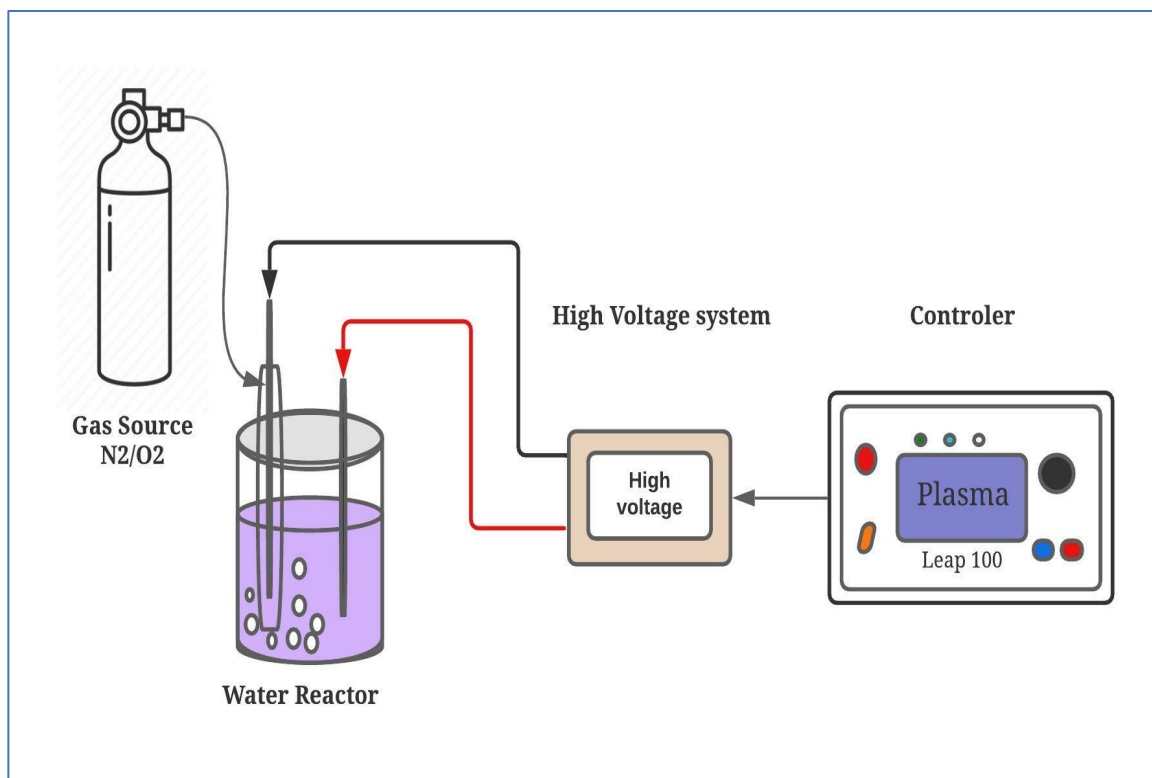 High Voltage system
Controler
Gas Source
N2/O2
High
voltage
Plasma
Leap 100
Water Reactor